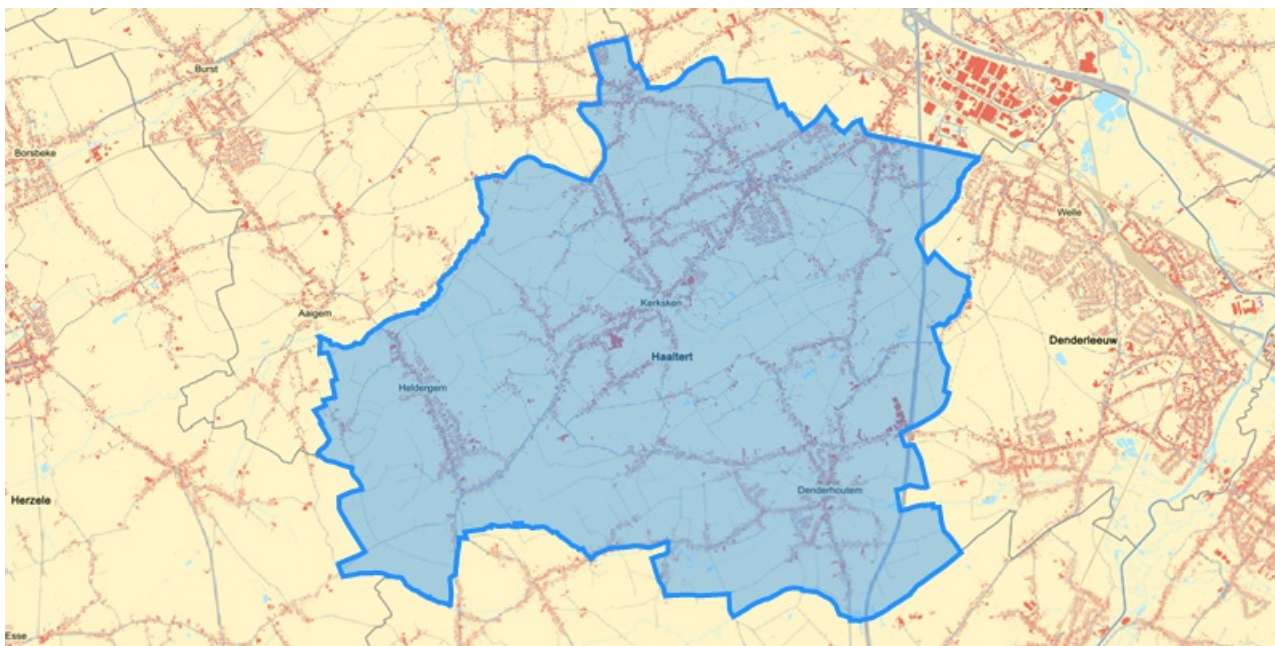 Burst
Borsbeke
Welle
Kerksken
Aaigem
Denderleeuw
Haaltert
Heldergem
Denderhoutem
Herzele
Esse